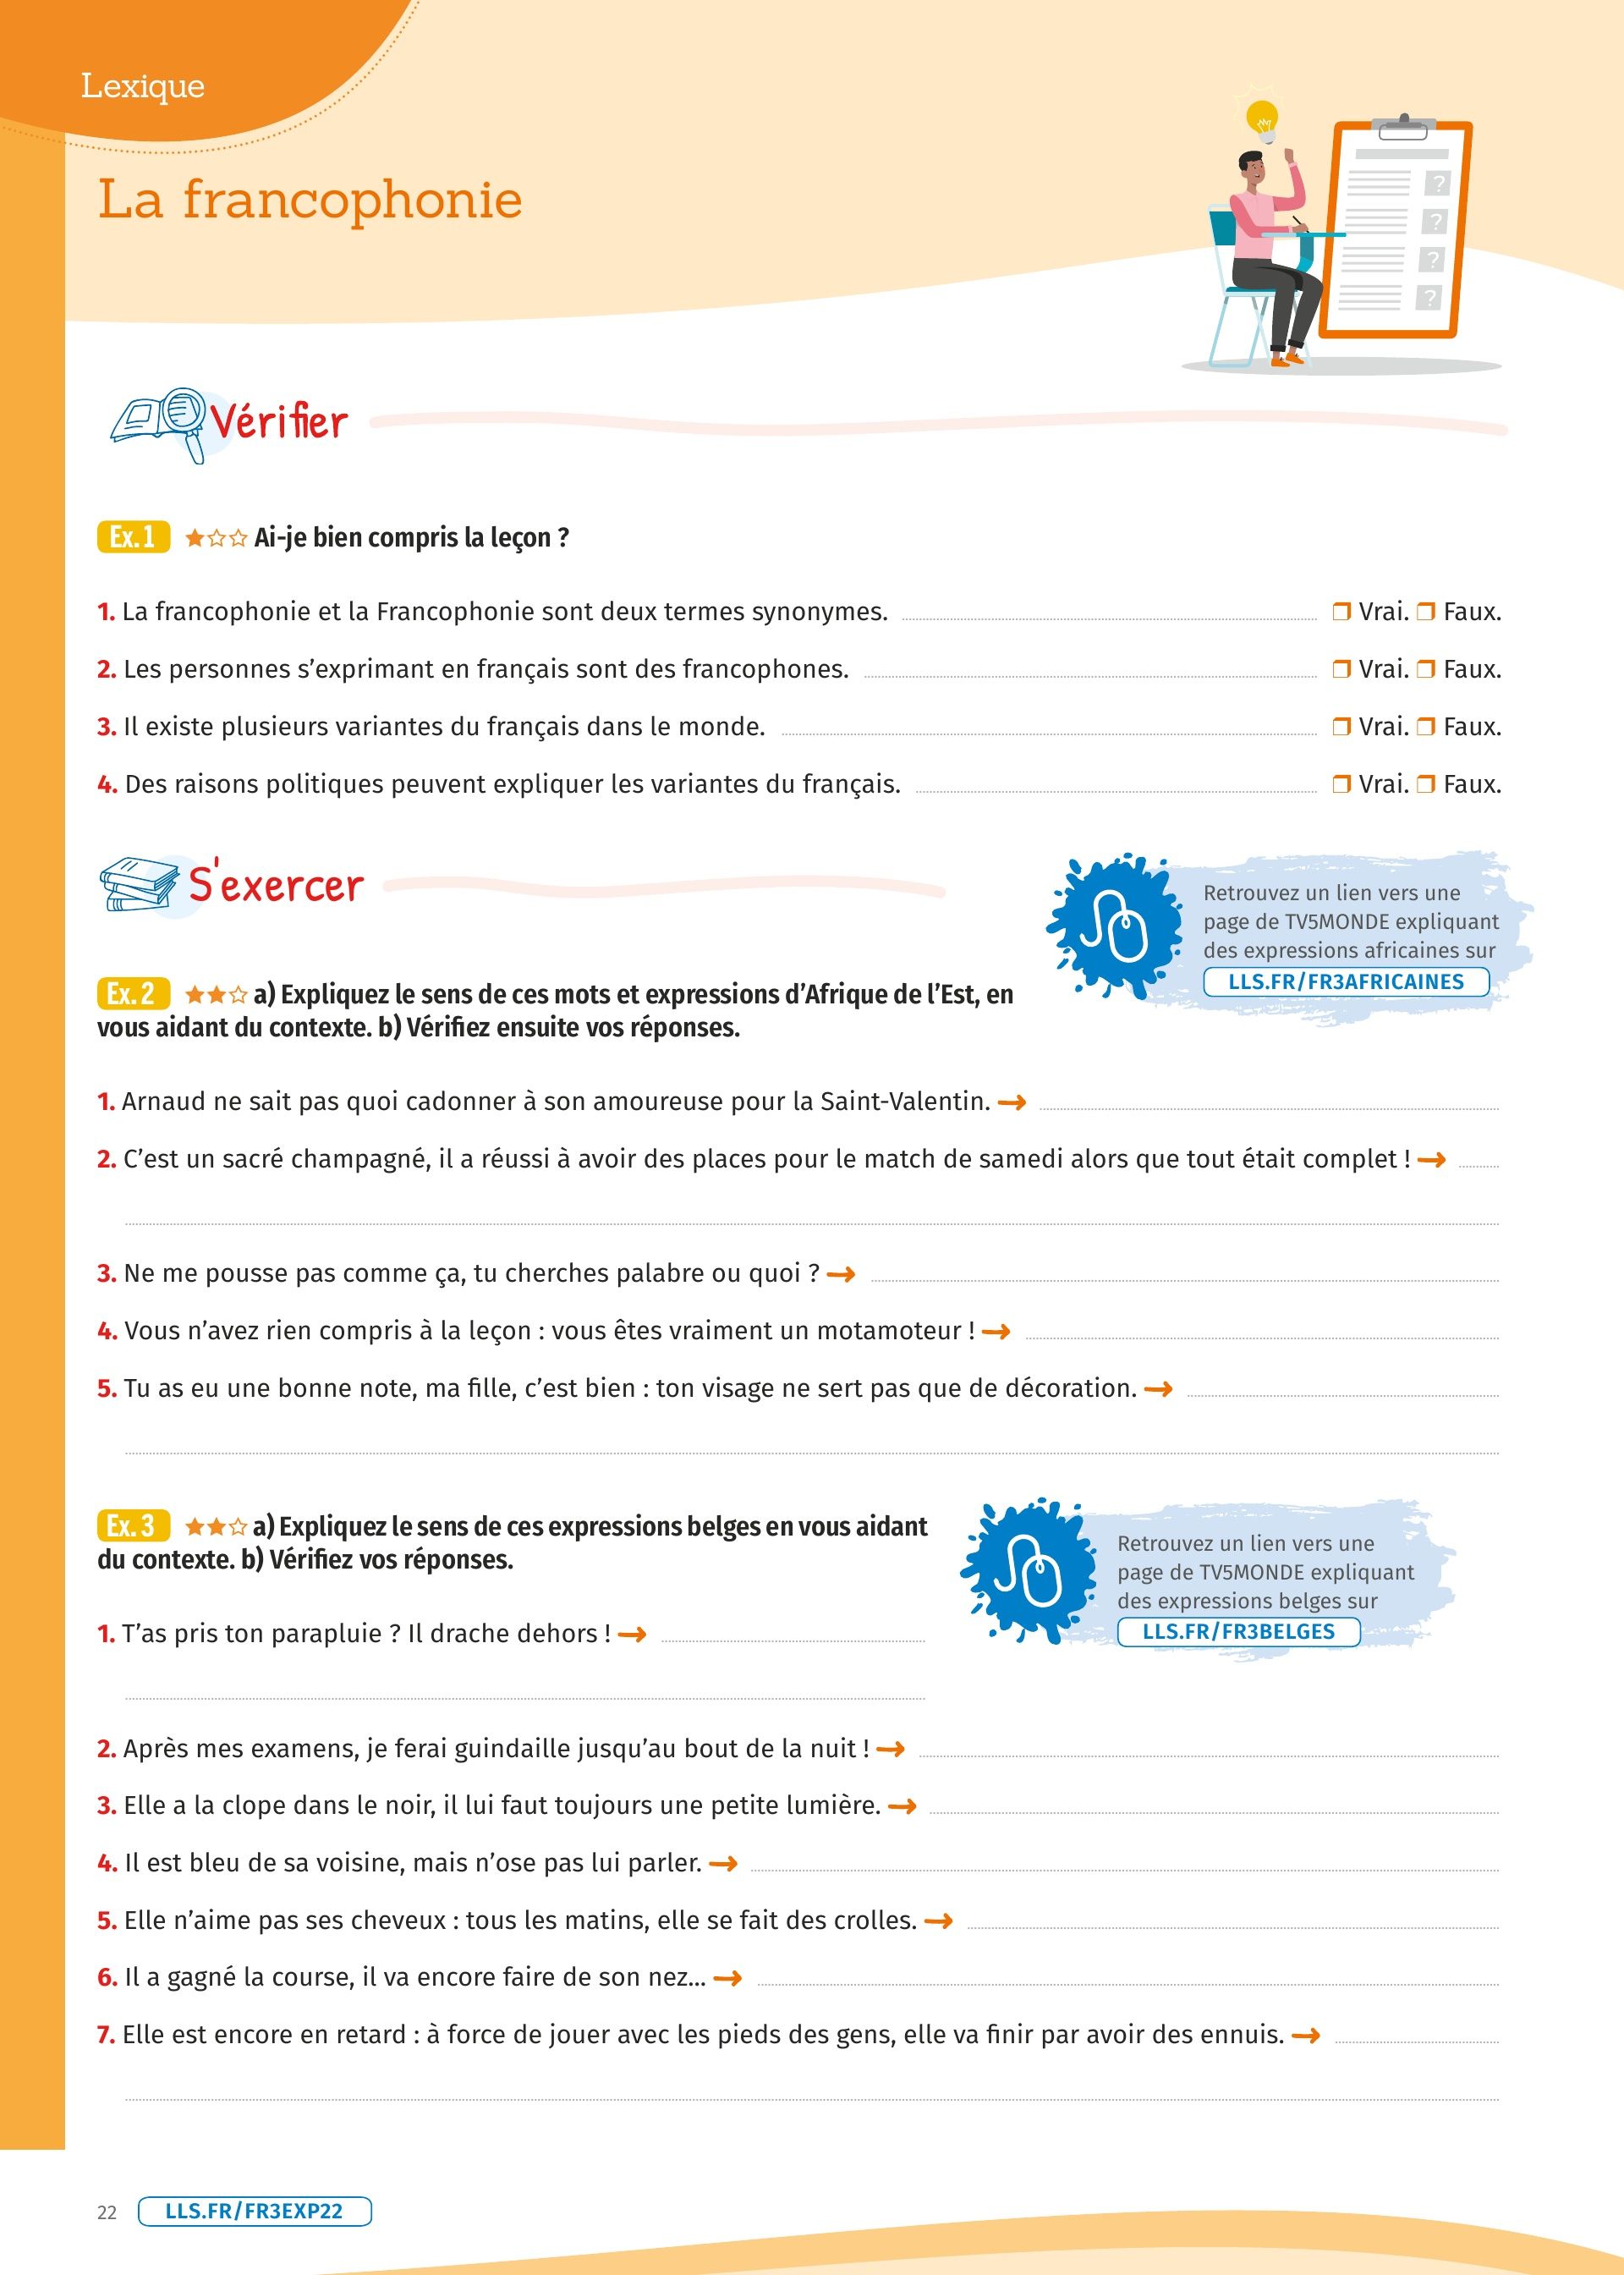 Lexique
La francophonie
?
?
?
?
Vérifier
Ex. 1 ★☆☆ Ai-je bien compris la leçon ?
1. La francophonie et la Francophonie sont deux termes synonymes. ❐ Vrai. ❐ Faux.
2. Les personnes s’exprimant en français sont des francophones. ❐ Vrai. ❐ Faux.
3. Il existe plusieurs variantes du français dans le monde. ❐ Vrai. ❐ Faux.
4. Des raisons politiques peuvent expliquer les variantes du français. ❐ Vrai. ❐ Faux.
S'exercer
Retrouvez un lien vers une
page de TV5MONDE expliquant
des expressions africaines sur
LLS.FR/FR3AFRICAINES
Ex. 2 ★★☆ a) Expliquez le sens de ces mots et expressions d’Afrique de l’Est, en
vous aidant du contexte. b) Vérifiez ensuite vos réponses.
1. Arnaud ne sait pas quoi cadonner à son amoureuse pour la Saint-Valentin. →
2. C’est un sacré champagné, il a réussi à avoir des places pour le match de samedi alors que tout était complet ! →
3. Ne me pousse pas comme ça, tu cherches palabre ou quoi ? →
4. Vous n’avez rien compris à la leçon : vous êtes vraiment un motamoteur ! →
5. Tu as eu une bonne note, ma fille, c’est bien : ton visage ne sert pas que de décoration. →
Ex. 3 ★★☆ a) Expliquez le sens de ces expressions belges en vous aidant
du contexte. b) Vérifiez vos réponses.
Retrouvez un lien vers une
page de TV5MONDE expliquant
des expressions belges sur
LLS.FR/FR3BELGES
1. T’as pris ton parapluie ? Il drache dehors ! →
2. Après mes examens, je ferai guindaille jusqu’au bout de la nuit ! →
3. Elle a la clope dans le noir, il lui faut toujours une petite lumière. →
4. Il est bleu de sa voisine, mais n’ose pas lui parler. →
5. Elle n’aime pas ses cheveux : tous les matins, elle se fait des crolles. →
6. Il a gagné la course, il va encore faire de son nez... →
7. Elle est encore en retard : à force de jouer avec les pieds des gens, elle va finir par avoir des ennuis. →
22 LLS.FR/FR3EXP22